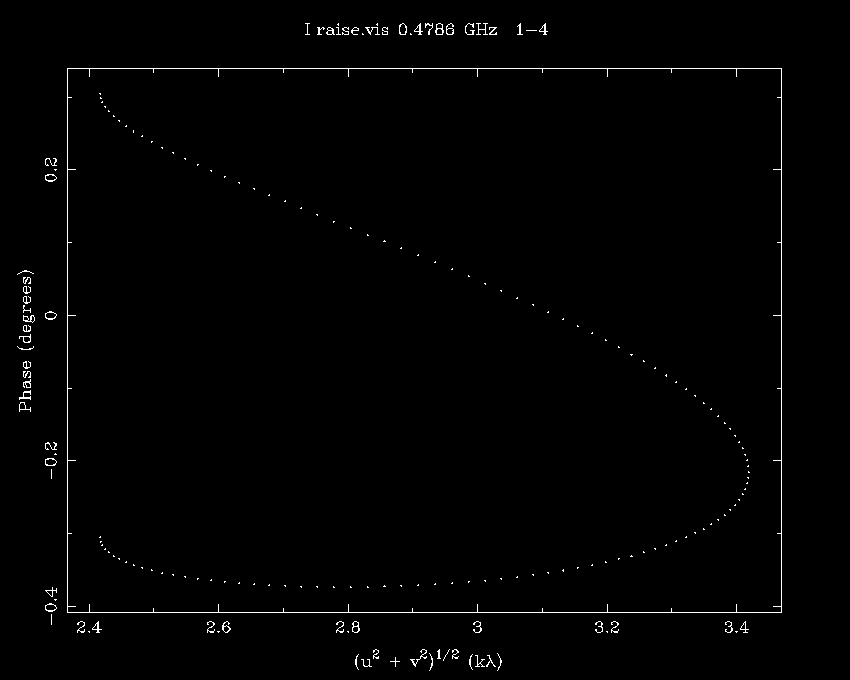 I raise.vis 0.4786 GHz 1−4
0.2
0
−0.2
−0.4
Phase (degrees)
2.4 2.6 2.8 3 3.2 3.4
(u² + v²)¹/² (kλ)